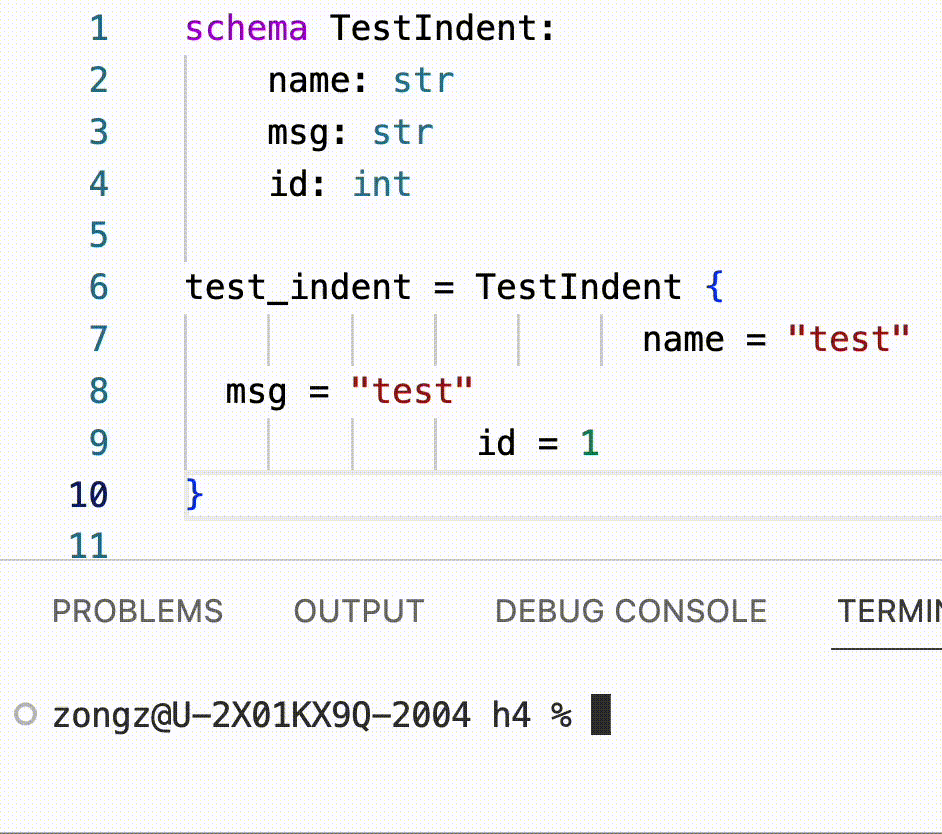 1 schema TestIndent:
2     name: str
3     msg: str
4     id: int
5
6 test_indent = TestIndent {
7                       name = "test"
8   msg = "test"
9               id = 1
10 }
11
PROBLEMS OUTPUT DEBUG CONSOLE TERMIN
zongz@U-2X01KX9Q-2004 h4 %